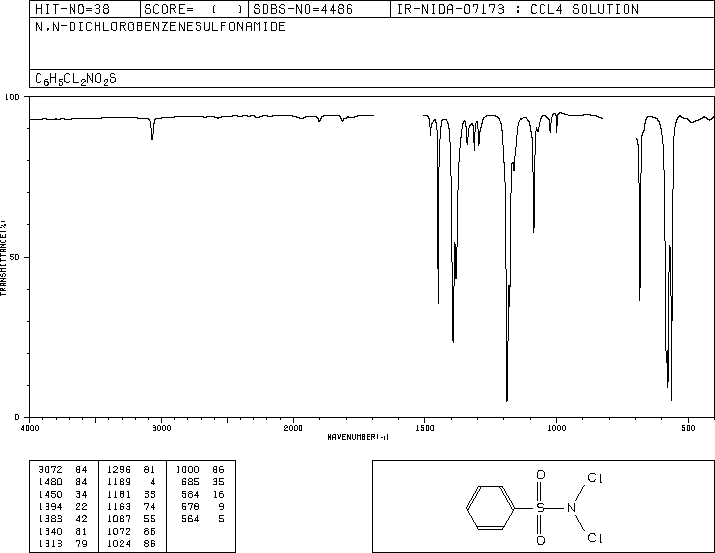 HIT-NO=38 SCORE= ( ) SDBS-NO=4486 IR-NIDA-07173 : CCL4 SOLUTION
N,N-DICHLOROBENZENESULFONAMIDE
C6H5CL2NO2S
100
50
0
TRANSMITTANCE(%)
4000 3000 2000 1500 1000 500
WAVENUMBER(-1)
3072 84 1296 81 1000 86
1480 84 1189 4 685 35
1450 34 1181 35 584 16
1394 22 1163 74 578 9
1383 42 1087 55 564 5
1340 81 1072 86
1313 79 1024 86
O Cl
S N
O Cl